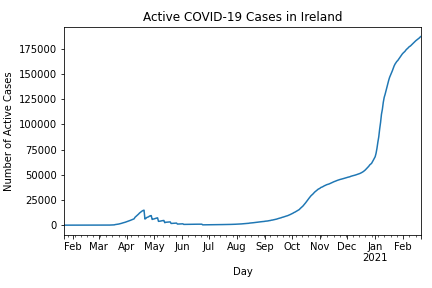 Active COVID-19 Cases in Ireland
Number of Active Cases
175000
150000
125000
100000
75000
50000
25000
0
Feb Mar Apr May Jun Jul Aug Sep Oct Nov Dec Jan Feb
2021
Day